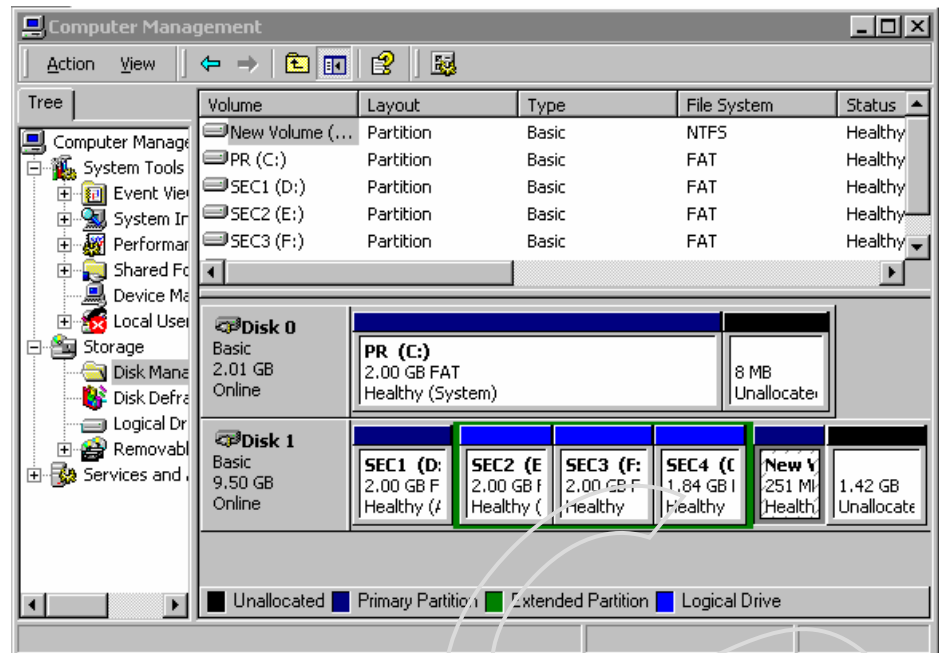 Computer Management
Action View
Tree
Volume Layout Type File System Status
New Volume (... Partition Basic NTFS Healthy
PR (C:) Partition Basic FAT Healthy
SEC1 (D:) Partition Basic FAT Healthy
SEC2 (E:) Partition Basic FAT Healthy
SEC3 (F:) Partition Basic FAT Healthy
Computer Manage
System Tools
Event Vie
System In
Performan
Shared Fo
Device Ma
Local User
Storage
Disk Mana
Disk Defra
Logical Dr
Removabl
Services and
Disk 0
Basic
2.01 GB
Online
PR (C:)
2.00 GB FAT
Healthy (System)
8 MB
Unallocate
Disk 1
Basic
9.50 GB
Online
SEC1 (D:
2.00 GB F
Healthy (A
SEC2 (E
2.00 GB F
Healthy (
SEC3 (F:
2.00 GB F
Healthy
SEC4 (
1.84 GB
Healthy
New V
251 M
Health
1.42 GB
Unallocate
Unallocated Primary Partition Extended Partition Logical Drive